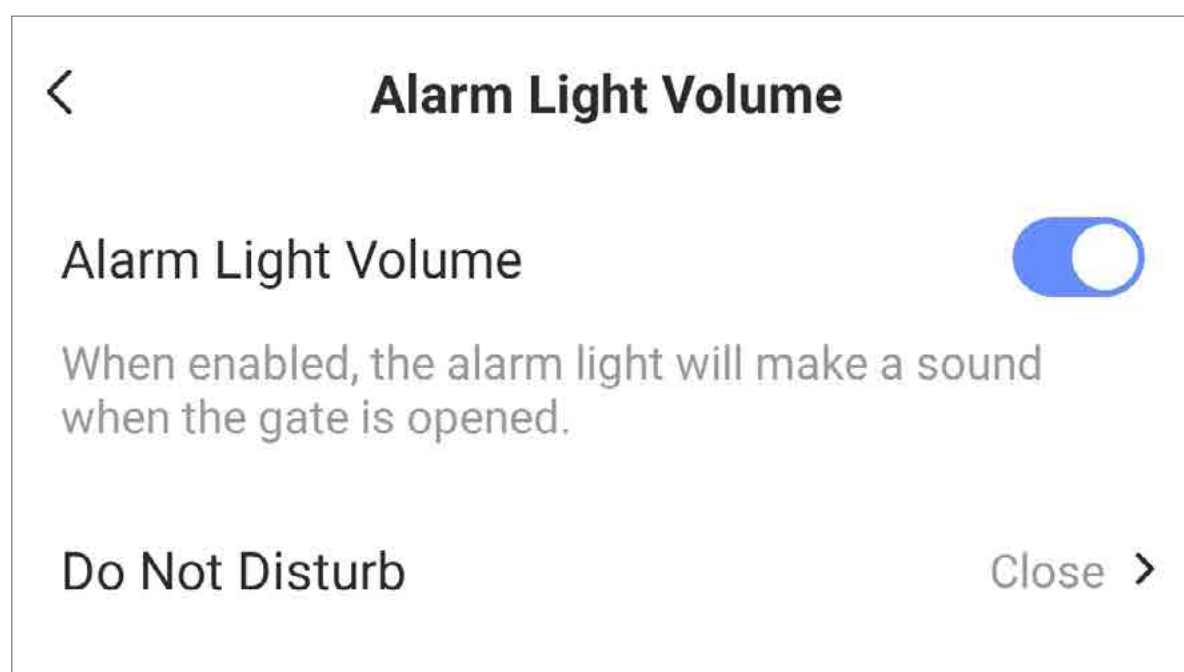 Alarm Light Volume
Alarm Light Volume
When enabled, the alarm light will make a sound
when the gate is opened.
Do Not Disturb
Close